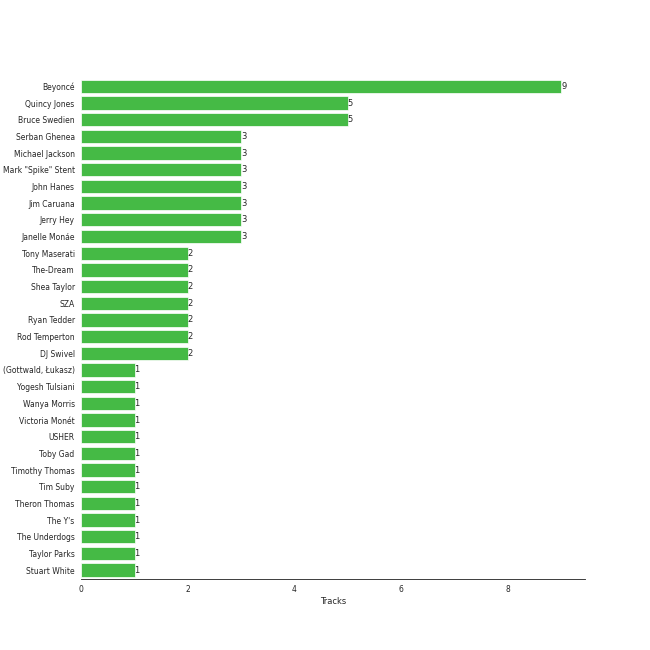 Beyoncé 9
Quincy Jones 5
Bruce Swedien 5
Serban Ghenea 3
Michael Jackson 3
Mark "Spike" Stent 3
John Hanes 3
Jim Caruana 3
Jerry Hey 3
Janelle Monáe 3
Tony Maserati 2
The-Dream 2
Shea Taylor 2
SZA 2
Ryan Tedder 2
Rod Temperton 2
DJ Swivel 2
(Gottwald, Łukasz) 1
Yogesh Tulsiani 1
Wanya Morris 1
Victoria Monét 1
USHER 1
Toby Gad 1
Timothy Thomas 1
Tim Suby 1
Theron Thomas 1
The Y's 1
The Underdogs 1
Taylor Parks 1
Stuart White 1
0 2 4 6 8
Tracks